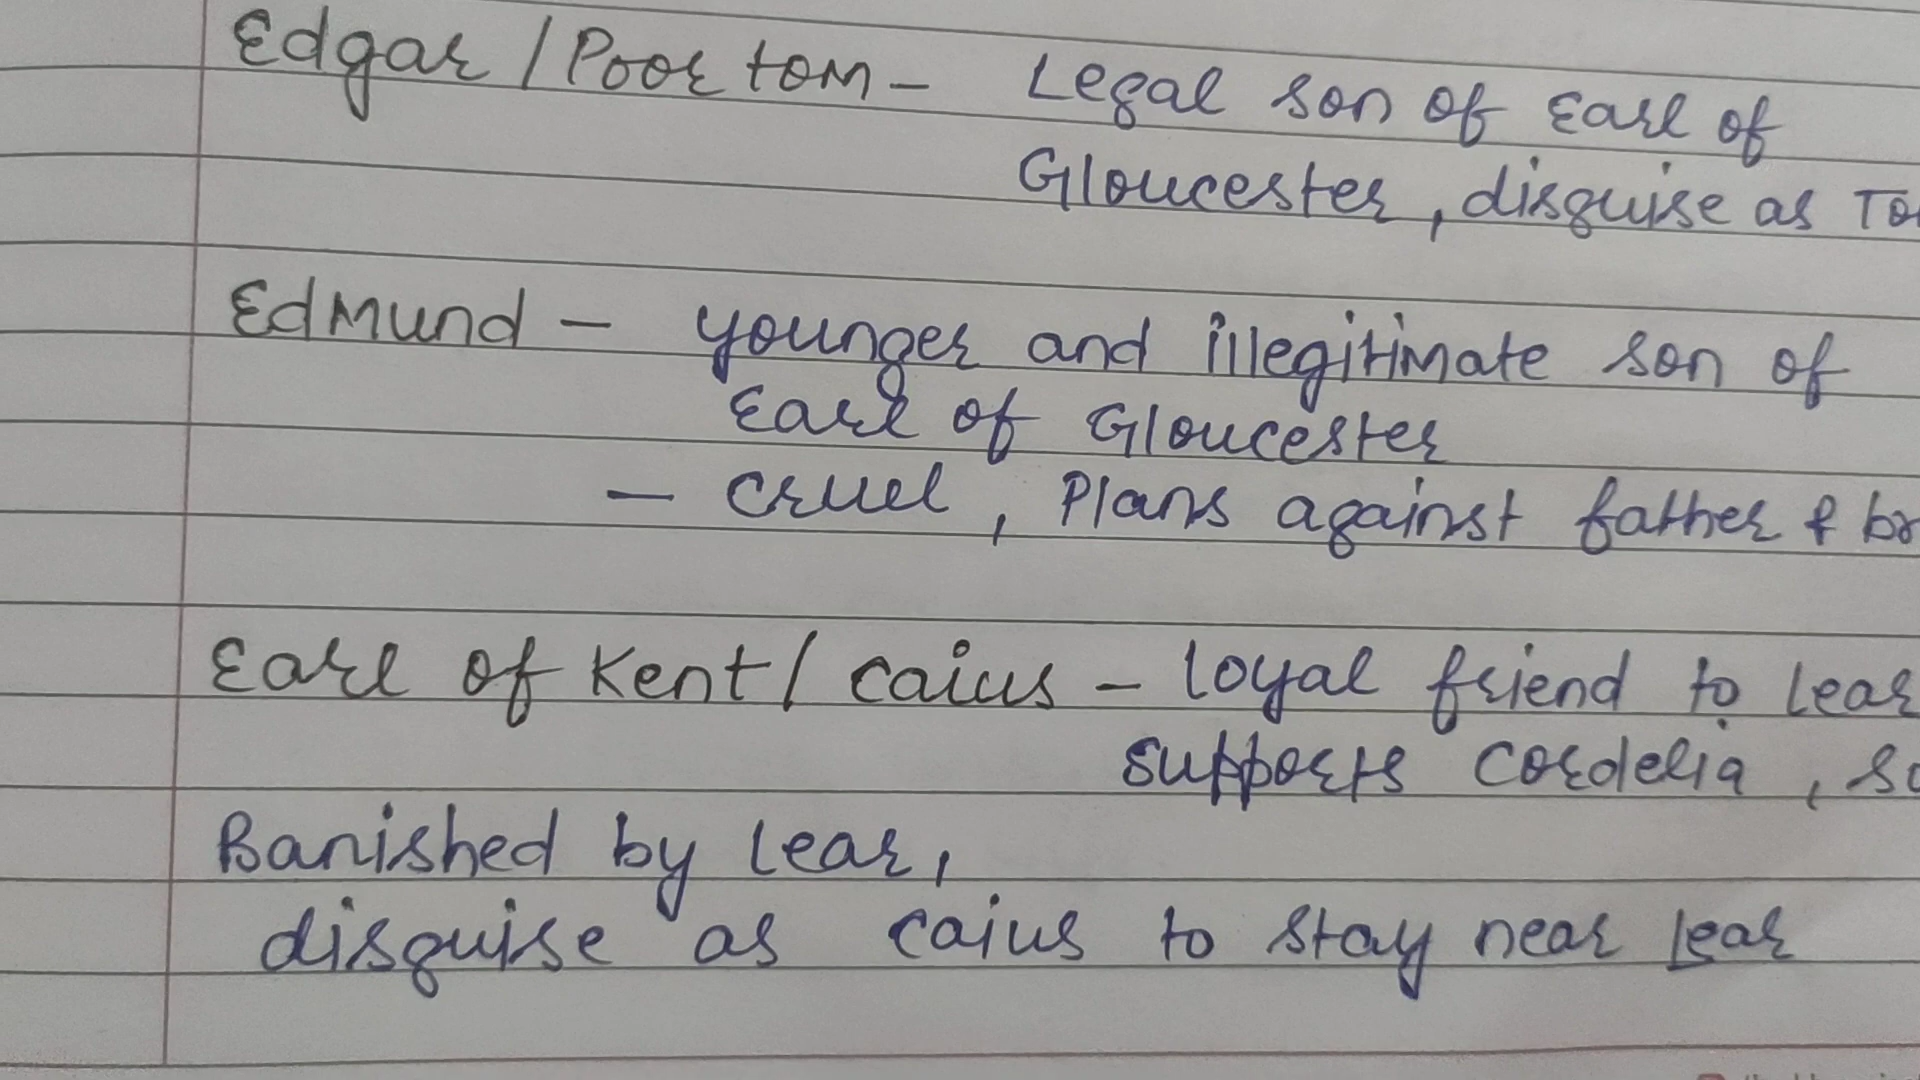 Edgar / Poor tom - Legal son of Earl of
Gloucester, disguise as
Edmund - younger and illegitimate son of
Earl of Gloucester
- cruel, Plans against father &
Earl of Kent / Caius - loyal friend to Lear
supports Cordelia,
Banished by Lear,
disguise as Caius to stay near Lear